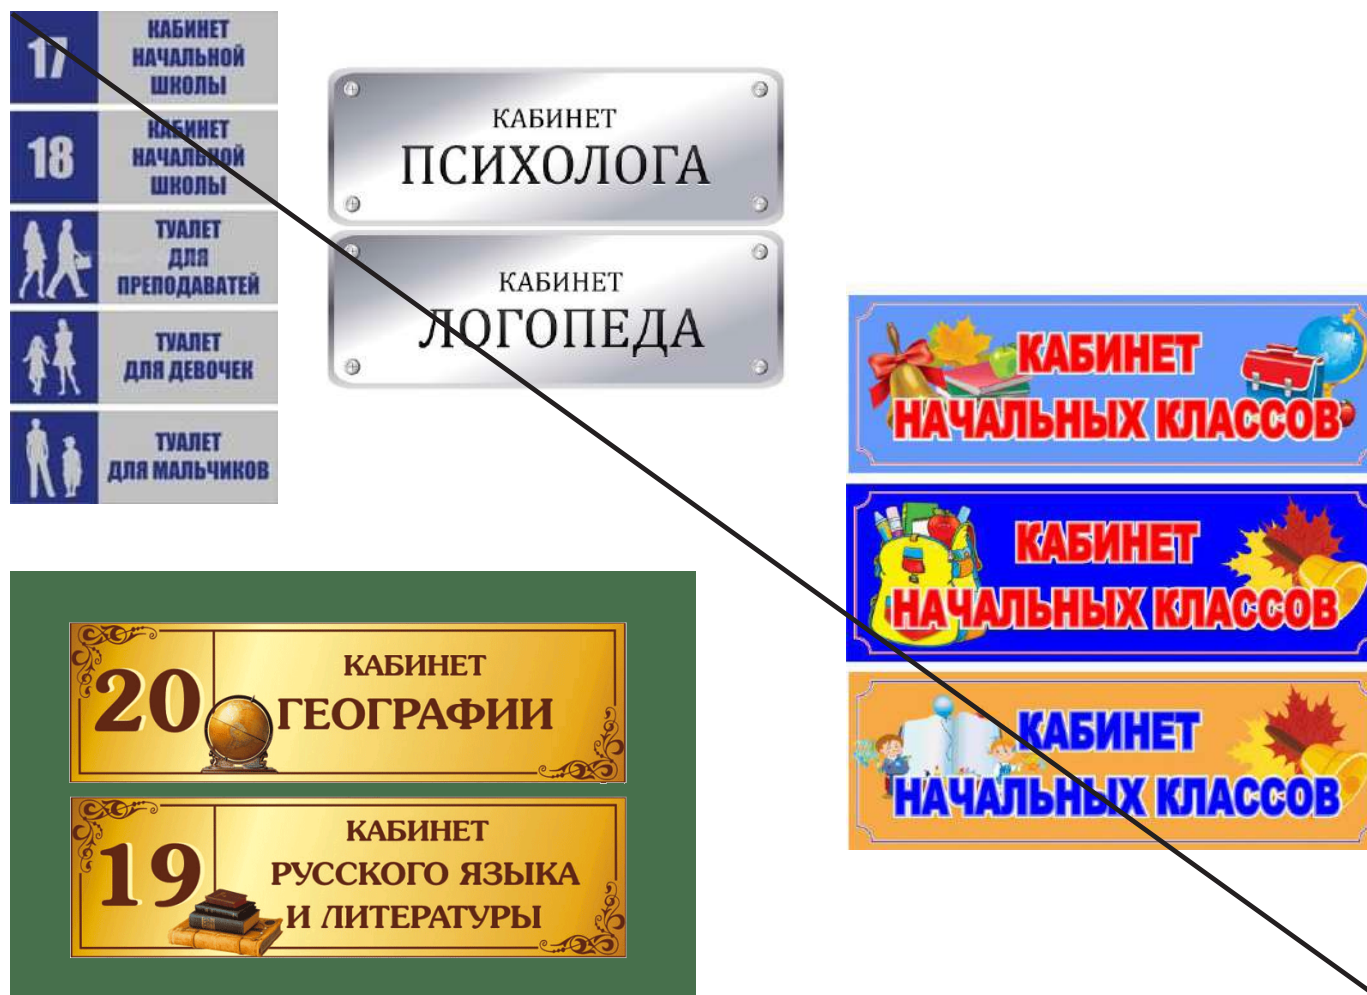 17
КАБИНЕТ
НАЧАЛЬНОЙ
ШКОЛЫ
18
КАБИНЕТ
НАЧАЛЬНОЙ
ШКОЛЫ
ТУАЛЕТ
ДЛЯ
ПРЕПОДАВАТЕЙ
ТУАЛЕТ
ДЛЯ ДЕВОЧЕК
ТУАЛЕТ
ДЛЯ МАЛЬЧИКОВ
КАБИНЕТ
ПСИХОЛОГА
КАБИНЕТ
ЛОГОПЕДА
КАБИНЕТ
НАЧАЛЬНЫХ КЛАССОВ
КАБИНЕТ
НАЧАЛЬНЫХ КЛАССОВ
КАБИНЕТ
НАЧАЛЬНЫХ КЛАССОВ
20
КАБИНЕТ
ГЕОГРАФИИ
19
КАБИНЕТ
РУССКОГО ЯЗЫКА
И ЛИТЕРАТУРЫ